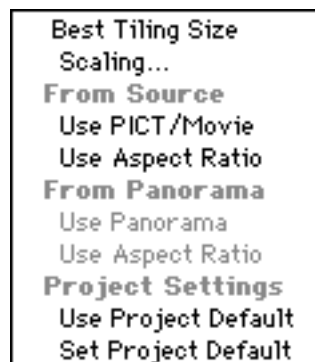 Best Tiling Size
Scaling...
From Source
Use PICT/Movie
Use Aspect Ratio
From Panorama
Use Panorama
Use Aspect Ratio
Project Settings
Use Project Default
Set Project Default